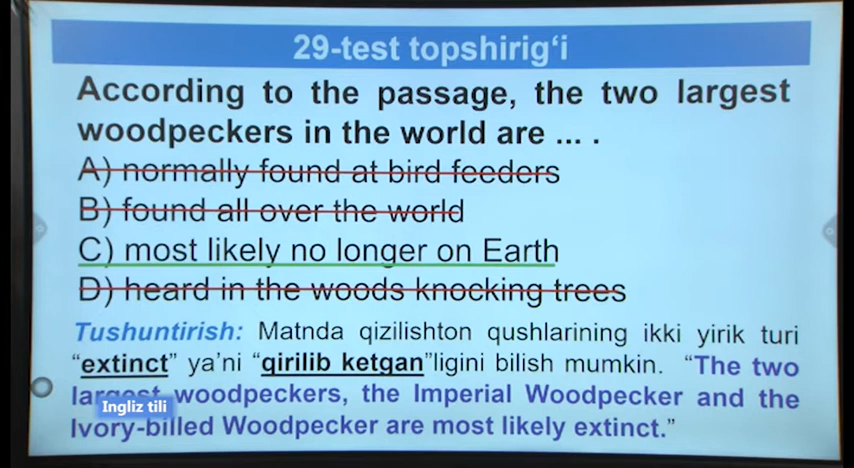 29-test topshirig‘i
According to the passage, the two largest
woodpeckers in the world are ... .
A) normally found at bird feeders
B) found all over the world
C) most likely no longer on Earth
D) heard in the woods knocking trees
Tushuntirish: Matnda qizilishton qushlarining ikki yirik turi
“extinct” ya’ni “qirilib ketgan”ligini bilish mumkin. “The two
largest woodpeckers, the Imperial Woodpecker and the
Ingliz tili
Ivory-billed Woodpecker are most likely extinct.”